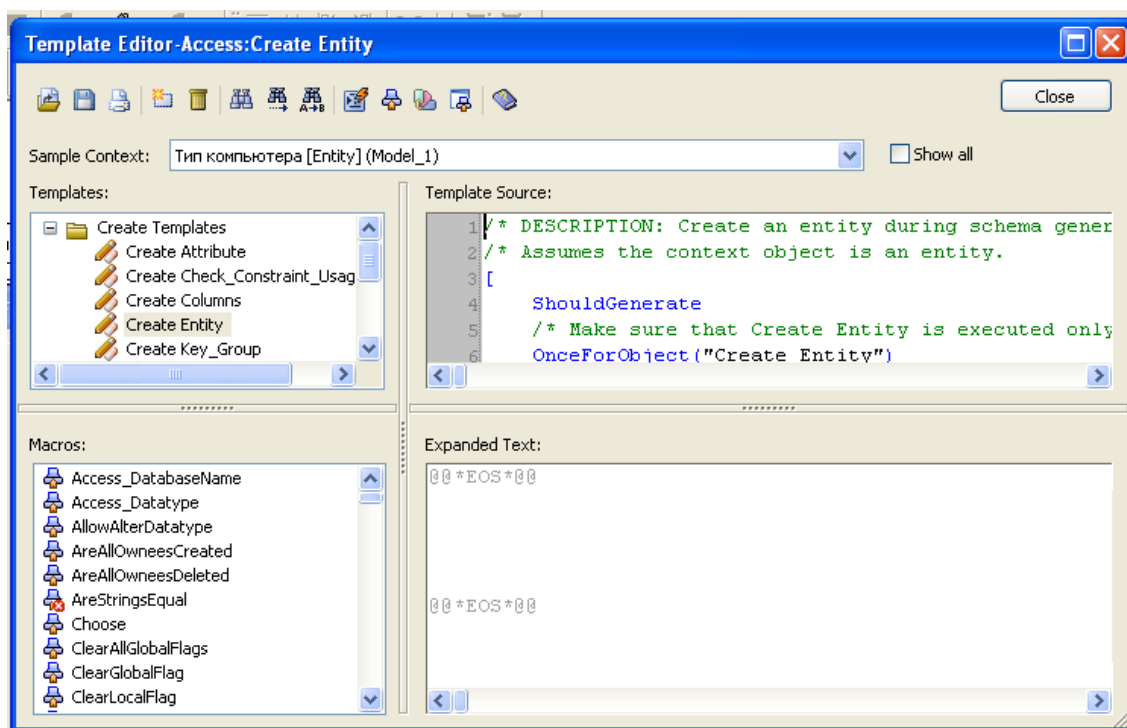 Template Editor-Access:Create Entity
A→B
Close
Sample Context: Тип компьютера [Entity] (Model_1) Show all
Templates:
Create Templates
Create Attribute
Create Check_Constraint_Usag
Create Columns
Create Entity
Create Key_Group
Template Source:
1 /* DESCRIPTION: Create an entity during schema gener
2 /* Assumes the context object is an entity.
3 [
4 ShouldGenerate
5 /* Make sure that Create Entity is executed only
6 OnceForObject("Create Entity")
Macros:
Access_DatabaseName
Access_Datatype
AllowAlterDatatype
AreAllOwneesCreated
AreAllOwneesDeleted
AreStringsEqual
Choose
ClearAllGlobalFlags
ClearGlobalFlag
ClearLocalFlag
Expanded Text:
@@*EOS*@@
@@*EOS*@@